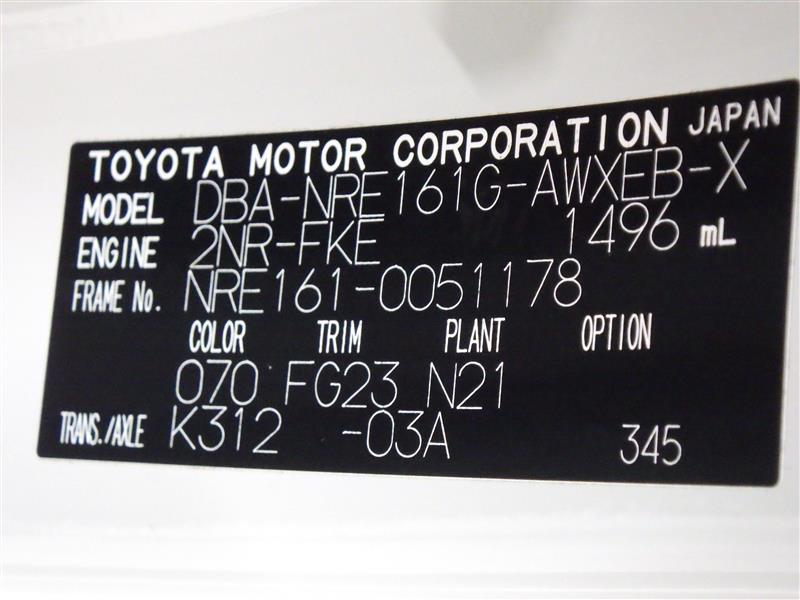 TOYOTA MOTOR CORPORATION JAPAN
MODEL DBA-NRE161G-AWXEB-X
ENGINE 2NR-FKE 1496 mL
FRAME No. NRE161-0051178
COLOR TRIM PLANT OPTION
070 FG23 N21
TRANS./AXLE K312 -03A 345